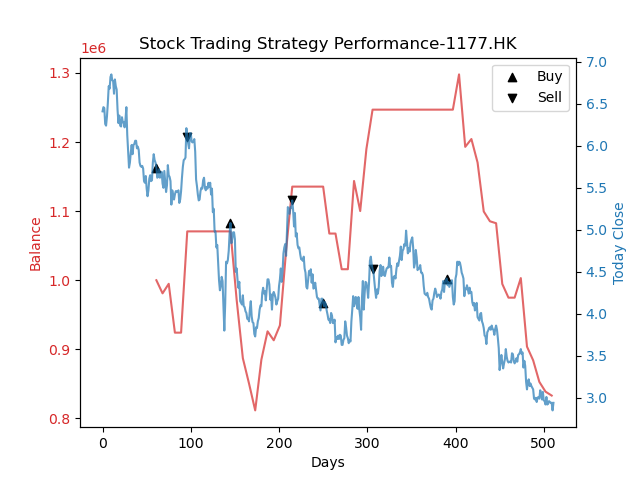 Stock Trading Strategy Performance-1177.HK
1e6
Buy
Sell
1.3
1.2
1.1
1.0
0.9
0.8
Balance
7.0
6.5
6.0
5.5
5.0
4.5
4.0
3.5
3.0
Today Close
0 100 200 300 400 500
Days